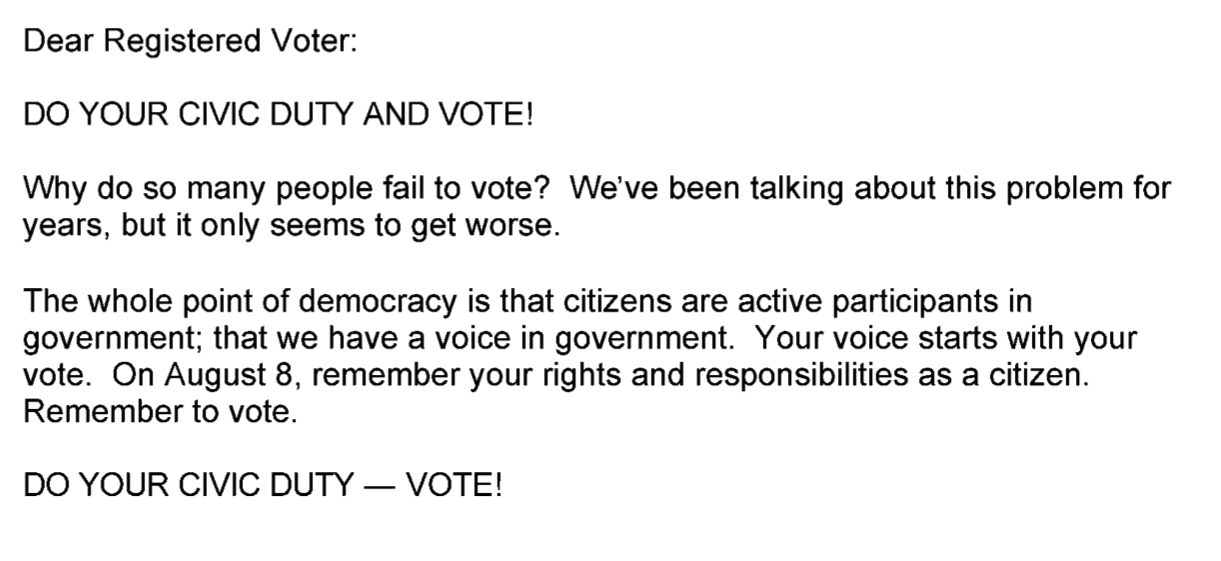 Dear Registered Voter:
DO YOUR CIVIC DUTY AND VOTE!
Why do so many people fail to vote?  We’ve been talking about this problem for
years, but it only seems to get worse.
The whole point of democracy is that citizens are active participants in
government; that we have a voice in government.  Your voice starts with your
vote.  On August 8, remember your rights and responsibilities as a citizen.
Remember to vote.
DO YOUR CIVIC DUTY — VOTE!